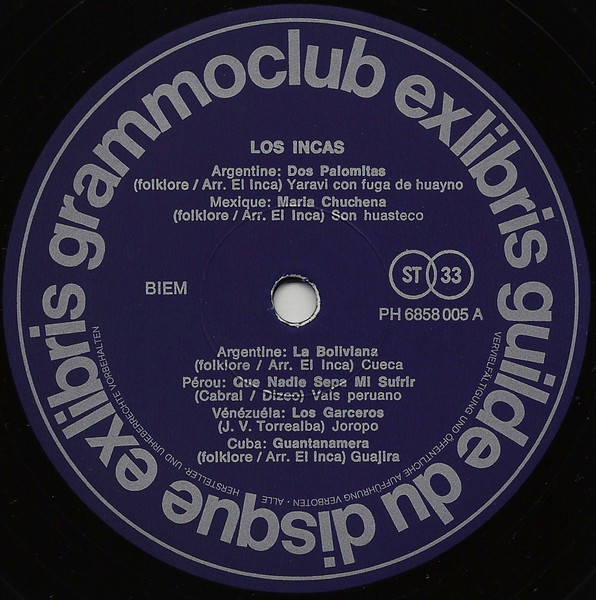 exlibris grammoclub exlibris guilde du disque
LOS INCAS
Argentine: Dos Palomitas
(folklore / Arr. El Inca) Yaravi con fuga de huayno
Mexique: Maria Chuchena
(folklore / Arr. El Inca) Son huasteco
BIEM
ST 33
PH 6858 005 A
Argentine: La Boliviana
(folklore / Arr. El Inca) Cueca
Pérou: Que Nadie Sepa Mi Sufrir
(Cabral / Dizeo) Vals peruano
Vénézuéla: Los Garceros
(J. V. Torrealba) Joropo
Cuba: Guantanamera
(folklore / Arr. El Inca) Guajira
VERVIELFÄLTIGUNG UND ÖFFENTLICHE AUFFÜHRUNG VERBOTEN · ALLE HERSTELLER- UND URHEBERRECHTE VORBEHALTEN